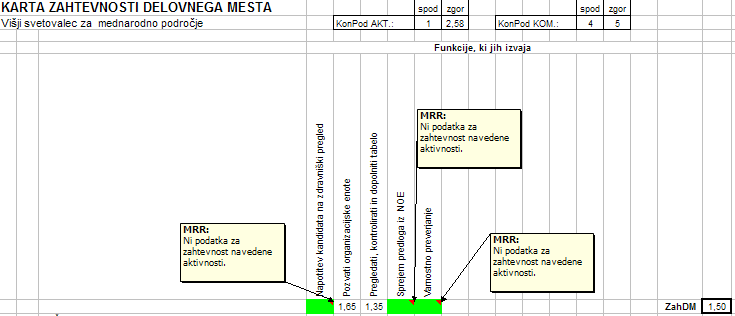 KARTA ZAHTEVNOSTI DELOVNEGA MESTA
spod zgor spod zgor
Višji svetovalec za mednarodno področje
KonPod AKT.: 1 2,58 KonPod KOM.: 4 5
Funkcije, ki jih izvaja
Napotitev kandidata na zdravniški pregled
Pozvati organizacijske enote
Pregledati, kontrolirati in dopolniti tabelo
Sprejem predloga iz NOE
Varnostno preverjanje
MRR:
Ni podatka za
zahtevnost navedene
aktivnosti.
MRR:
Ni podatka za
zahtevnost navedene
aktivnosti.
MRR:
Ni podatka za
zahtevnost navedene
aktivnosti.
1,65 1,35 ZahDM 1,50